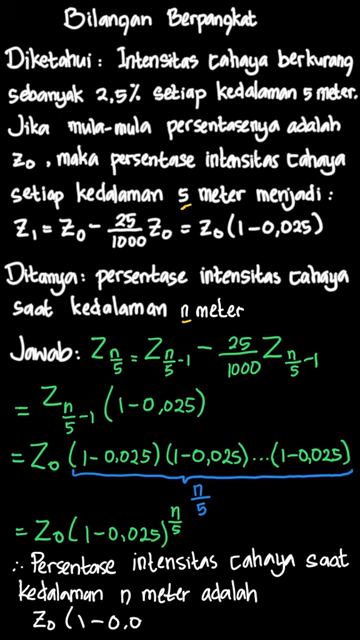 Bilangan Berpangkat
Diketahui: Intensitas cahaya berkurang
sebanyak 2,5% setiap kedalaman 5 meter.
Jika mula-mula persentasenya adalah
Z₀, maka persentase intensitas cahaya
setiap kedalaman 5 meter menjadi:
Z₁ = Z₀ − 25/1000 Z₀ = Z₀ (1−0,025)
Ditanya: persentase intensitas cahaya
saat kedalaman n meter
Jawab: Z_{n/5} = Z_{n/5 −1} − 25/1000 Z_{n/5 −1}
= Z_{n/5 −1} (1−0,025)
= Z₀ (1−0,025) (1−0,025) ... (1−0,025)
n/5
= Z₀ (1−0,025)^{n/5}
∴ Persentase intensitas cahaya saat
kedalaman n meter adalah
Z₀ (1−0,0